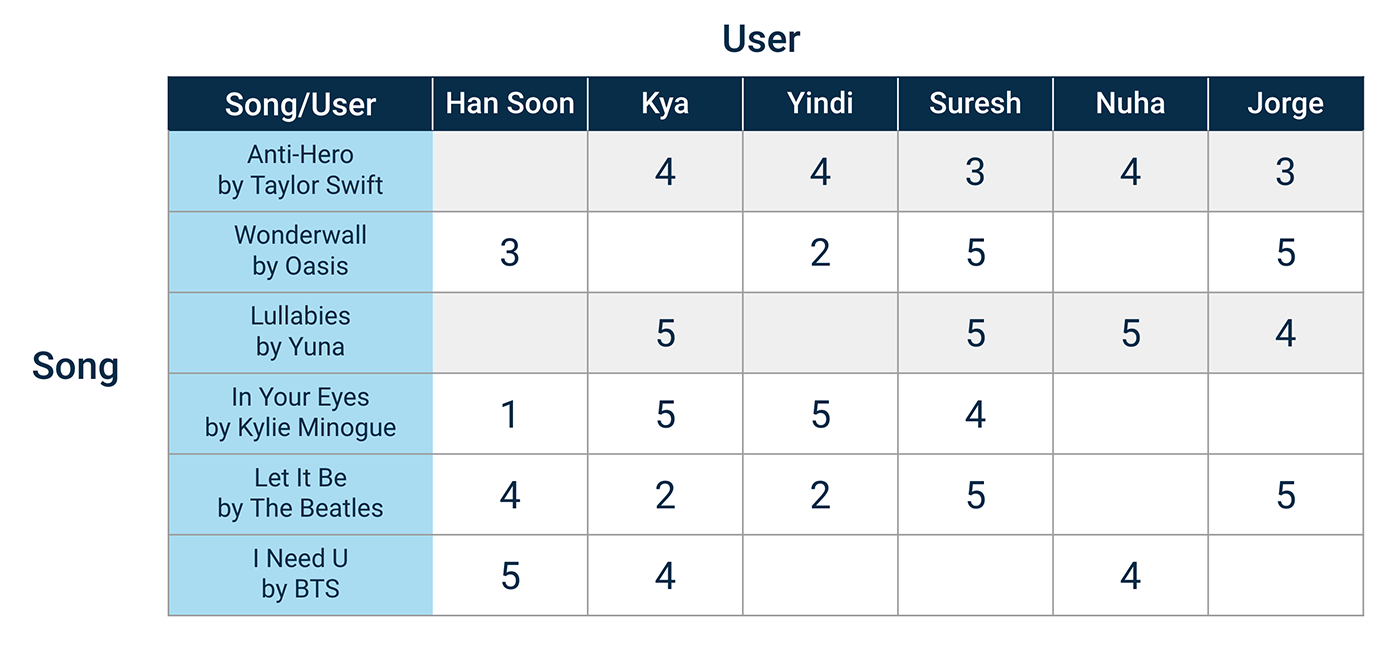 User
Song/User Han Soon Kya Yindi Suresh Nuha Jorge
Anti-Hero
by Taylor Swift
4 4 3 4 3
Wonderwall
by Oasis
3 2 5 5
Lullabies
by Yuna
5 5 5 4
Song
In Your Eyes
by Kylie Minogue
1 5 5 4
Let It Be
by The Beatles
4 2 2 5 5
I Need U
by BTS
5 4 4